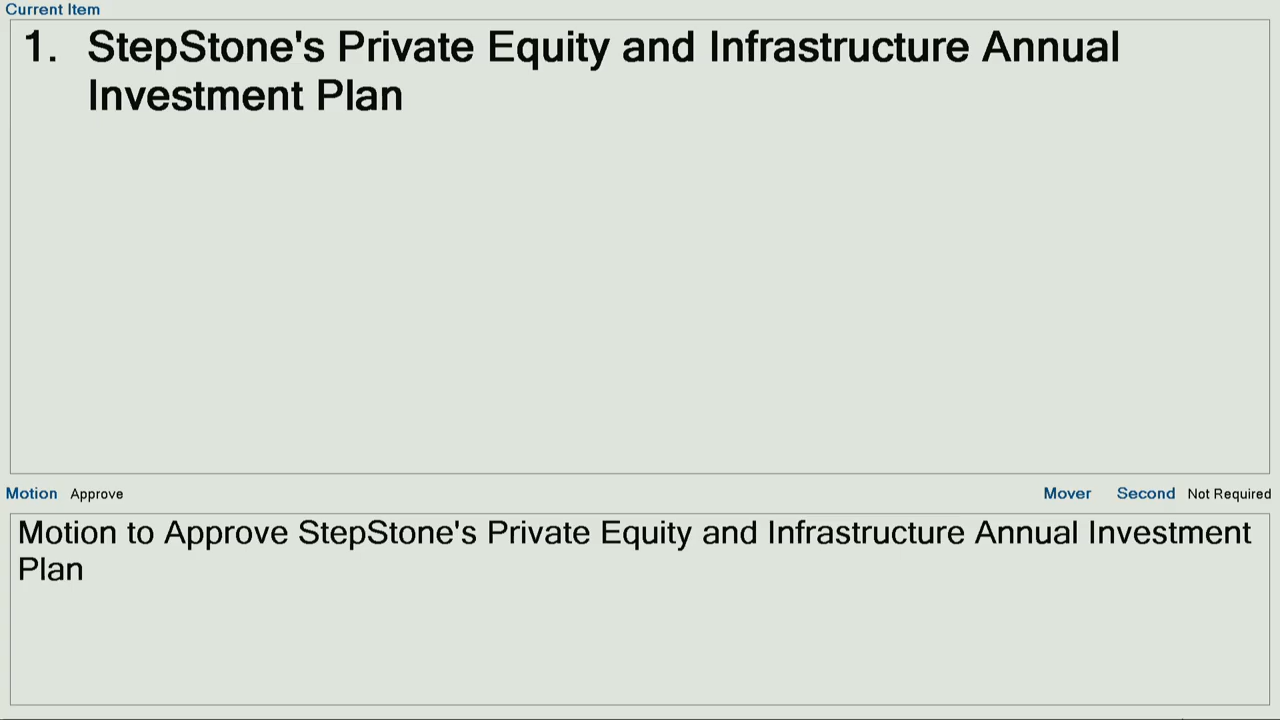 Current Item
1. StepStone's Private Equity and Infrastructure Annual
Investment Plan
Motion Approve Mover Second Not Required
Motion to Approve StepStone's Private Equity and Infrastructure Annual Investment
Plan